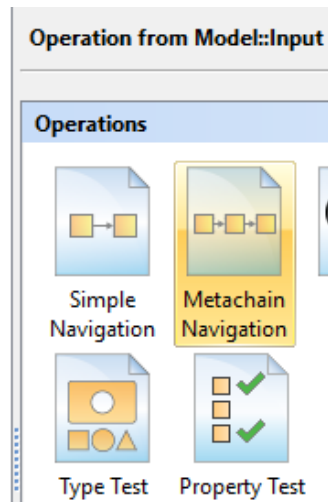 Operation from Model::Input
Operations
Simple
Navigation
Metachain
Navigation
Type Test
Property Test